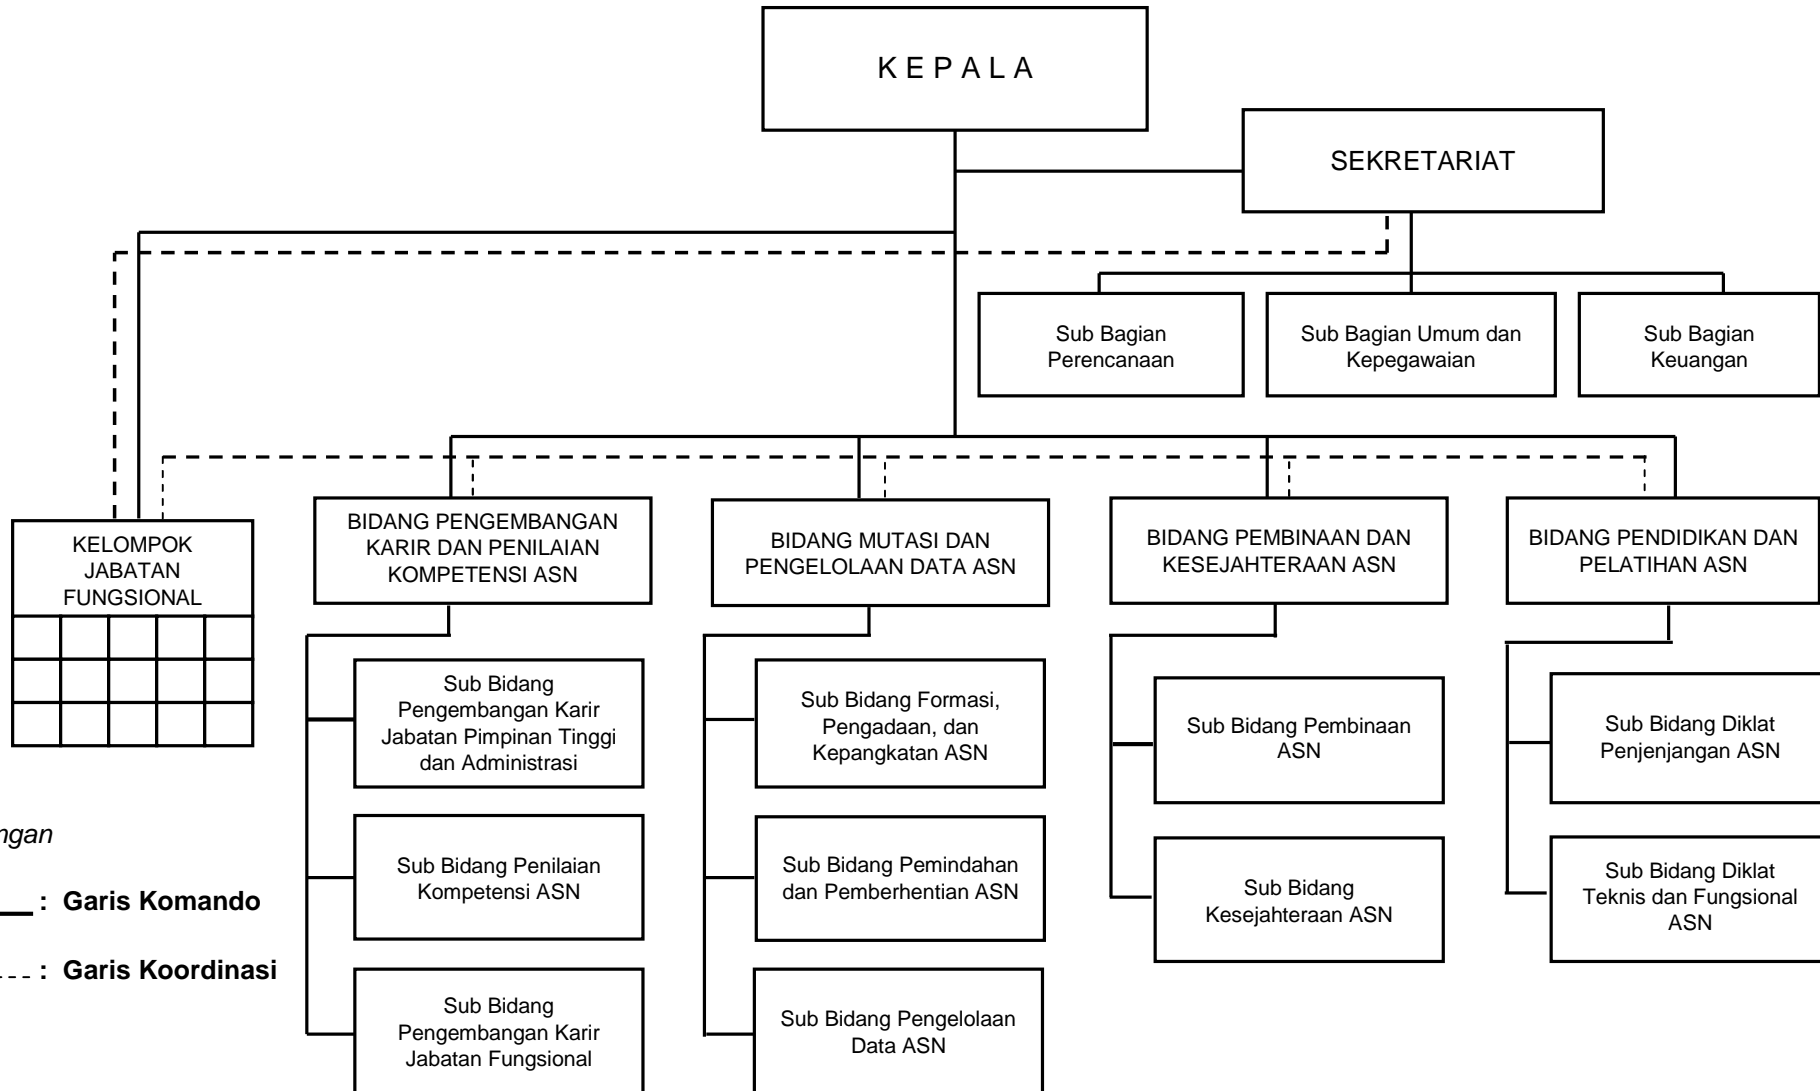 K E P A L A
SEKRETARIAT
Sub Bagian
Perencanaan
Sub Bagian Umum dan
Kepegawaian
Sub Bagian
Keuangan
KELOMPOK
JABATAN
FUNGSIONAL
BIDANG PENGEMBANGAN
KARIR DAN PENILAIAN
KOMPETENSI ASN
BIDANG MUTASI DAN
PENGELOLAAN DATA ASN
BIDANG PEMBINAAN DAN
KESEJAHTERAAN ASN
BIDANG PENDIDIKAN DAN
PELATIHAN ASN
Sub Bidang
Pengembangan Karir
Jabatan Pimpinan Tinggi
dan Administrasi
Sub Bidang Penilaian
Kompetensi ASN
Sub Bidang
Pengembangan Karir
Jabatan Fungsional
Sub Bidang Formasi,
Pengadaan, dan
Kepangkatan ASN
Sub Bidang Pemindahan
dan Pemberhentian ASN
Sub Bidang Pengelolaan
Data ASN
Sub Bidang Pembinaan
ASN
Sub Bidang
Kesejahteraan ASN
Sub Bidang Diklat
Penjenjangan ASN
Sub Bidang Diklat
Teknis dan Fungsional
ASN
: Garis Komando
: Garis Koordinasi